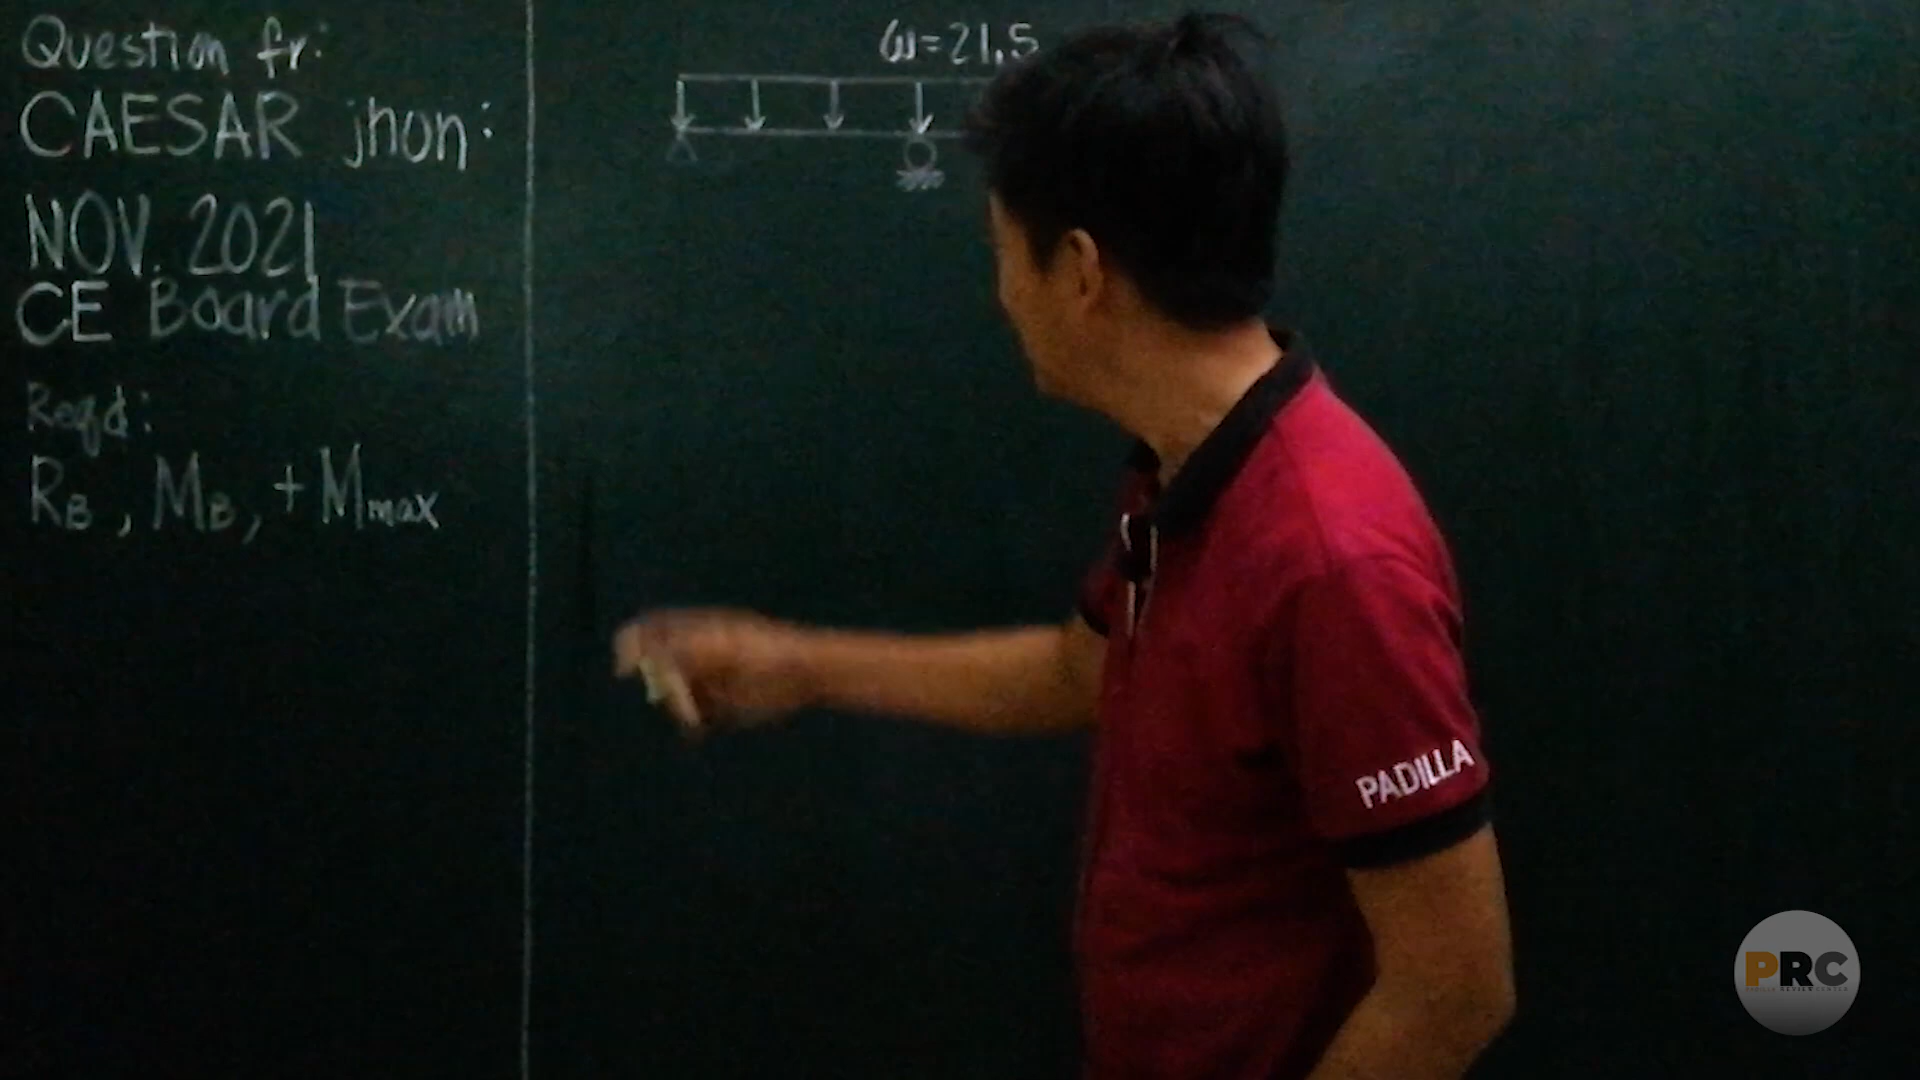 Question fr:
CAESAR jhon:
NOV. 2021
CE Board Exam
Reqd:
RB, MB, +Mmax
ω=21.5
PADILLA
PRC